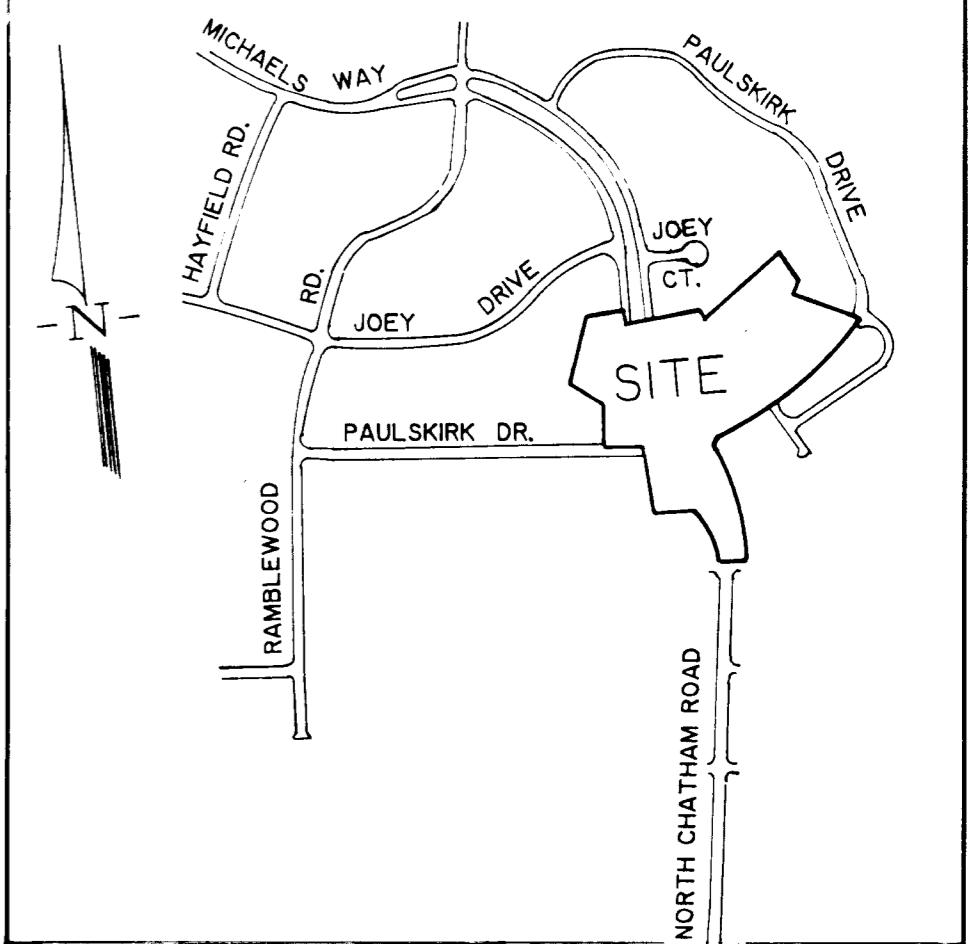 MICHAELS WAY
PAULSKIRK
DRIVE
HAYFIELD RD.
JOEY
CT.
RD.
DRIVE
JOEY
N
SITE
PAULSKIRK DR.
RAMBLEWOOD
NORTH CHATHAM ROAD